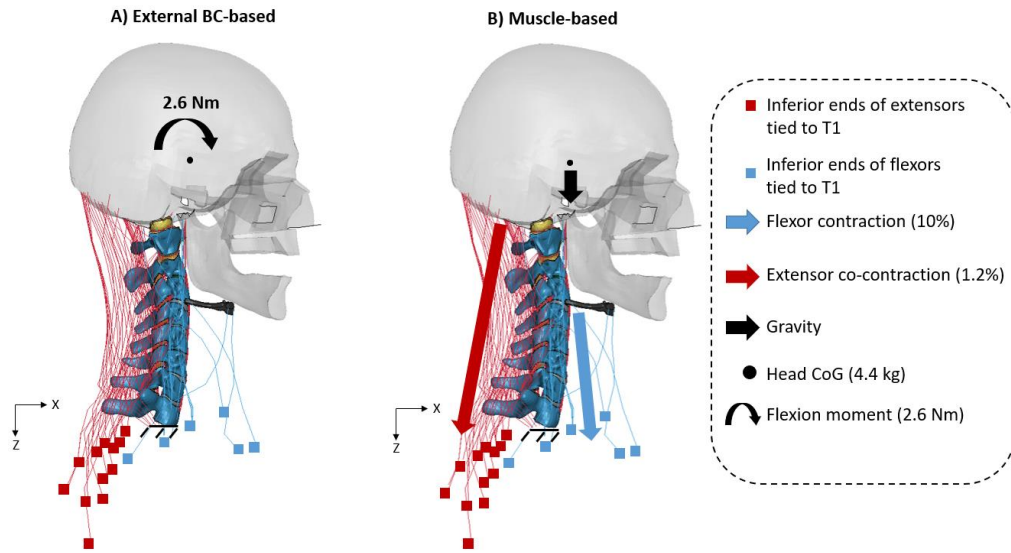 A) External BC-based
B) Muscle-based
2.6 Nm
X
Z
X
Z
Inferior ends of extensors
tied to T1
Inferior ends of flexors
tied to T1
Flexor contraction (10%)
Extensor co-contraction (1.2%)
Gravity
Head CoG (4.4 kg)
Flexion moment (2.6 Nm)